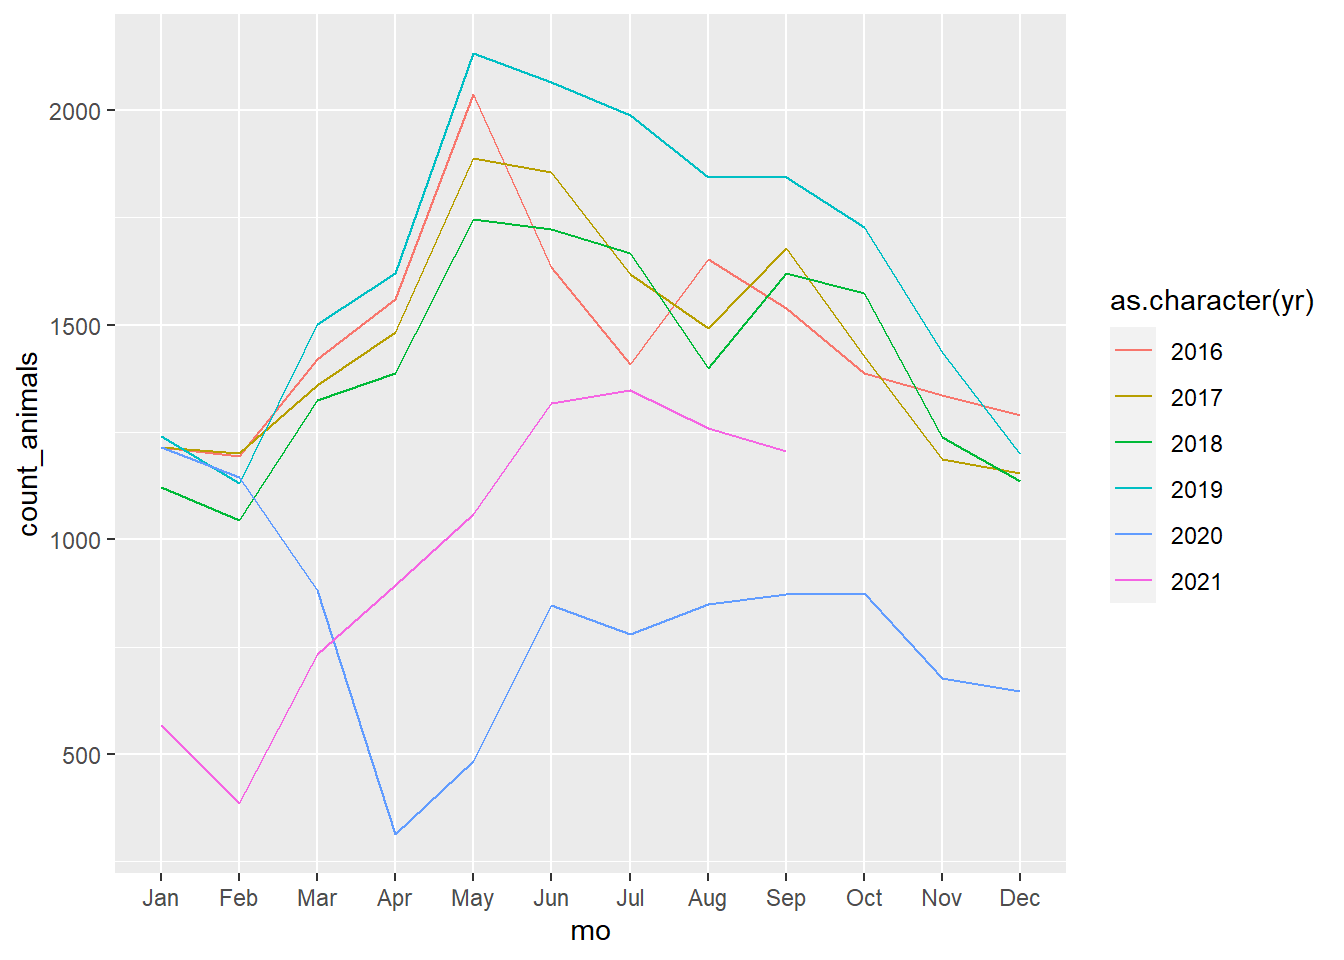 2000
1500
1000
500
count_animals
Jan Feb Mar Apr May Jun Jul Aug Sep Oct Nov Dec
mo
as.character(yr)
2016
2017
2018
2019
2020
2021